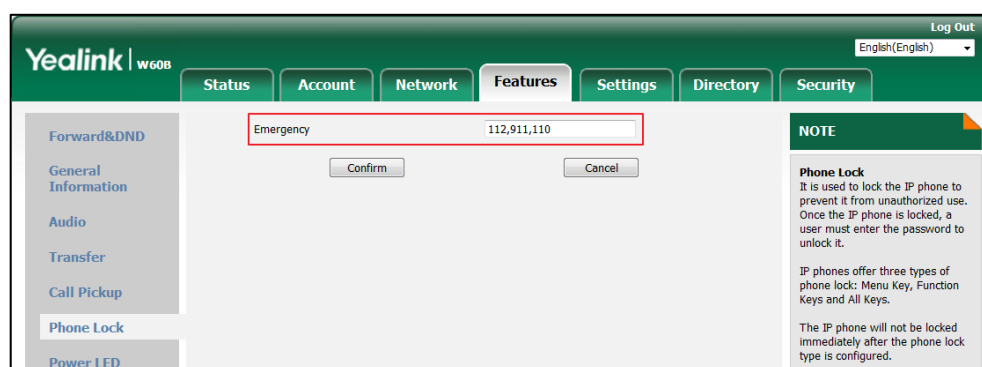 Log Out
Yealink | W60B
English(English)
Status Account Network Features Settings Directory Security
Forward&DND
General
Information
Audio
Transfer
Call Pickup
Phone Lock
Power LED
Emergency 112,911,110
Confirm Cancel
NOTE
Phone Lock
It is used to lock the IP phone to
prevent it from unauthorized use.
Once the IP phone is locked, a
user must enter the password to
unlock it.
IP phones offer three types of
phone lock: Menu Key, Function
Keys and All Keys.
The IP phone will not be locked
immediately after the phone lock
type is configured.